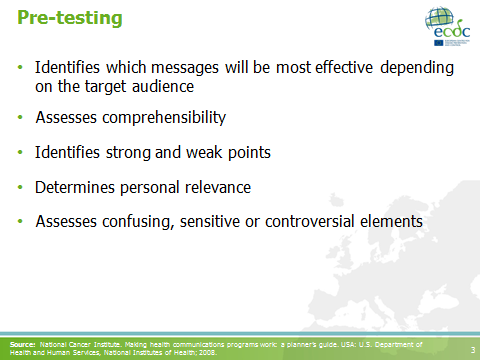 Pre-testing
ecdc
• Identifies which messages will be most effective depending
on the target audience
• Assesses comprehensibility
• Identifies strong and weak points
• Determines personal relevance
• Assesses confusing, sensitive or controversial elements
Source: National Cancer Institute. Making health communications programs work: a planner's guide. USA: U.S. Department of
Health and Human Services, National Institutes of Health; 2008.
3